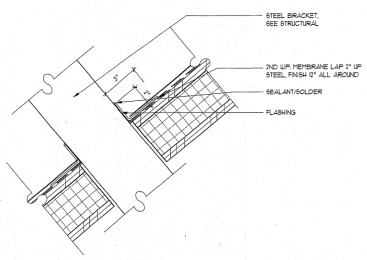 STEEL BRACKET,
SEE STRUCTURAL
3"
2"
2ND WP. MEMBRANE LAP 2" UP
STEEL, FINISH 12" ALL AROUND
SEALANT/SOLDER
FLASHING